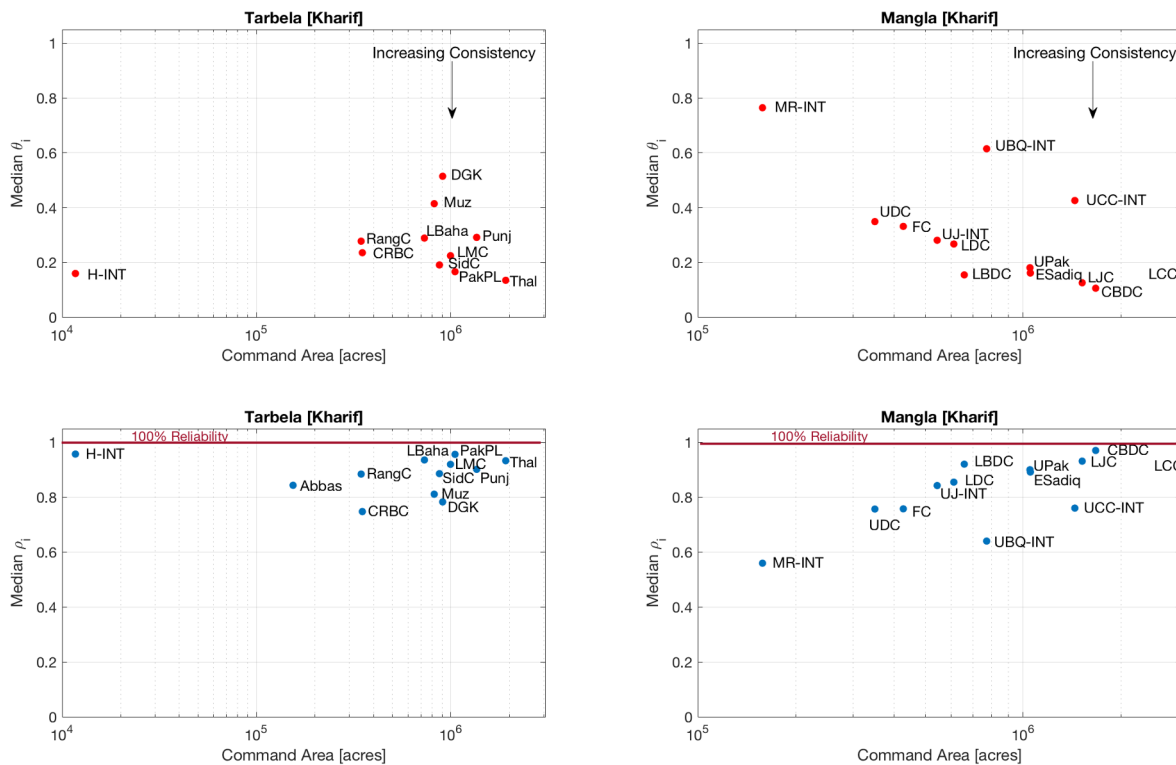 Tarbela [Kharif]
1
Increasing Consistency
0.8
Median θi
0.6
DGK
Muz
0.4
LBaha
Punj
RangC
LMC
CRBC
SidC
0.2
H-INT
PakPL
Thal
0
10^4
10^5
10^6
Command Area [acres]
Mangla [Kharif]
1
Increasing Consistency
0.8
MR-INT
Median θi
0.6
UBQ-INT
UCC-INT
0.4
UDC
FC
UJ-INT
LDC
UPak
0.2
LBDC
ESadiq
LJC
LCC
CBDC
0
10^5
10^6
Command Area [acres]
Tarbela [Kharif]
100% Reliability
1
H-INT
LBaha
PakPL
LMC
Thal
RangC
SidC
Punj
Abbas
0.8
Muz
CRBC
DGK
Median ρi
0.6
0.4
0.2
0
10^4
10^5
10^6
Command Area [acres]
Mangla [Kharif]
100% Reliability
1
CBDC
LBDC
UPak
LJC
LCC
LDC
ESadiq
UJ-INT
0.8
UDC
FC
UCC-INT
UBQ-INT
Median ρi
0.6
MR-INT
0.4
0.2
0
10^5
10^6
Command Area [acres]